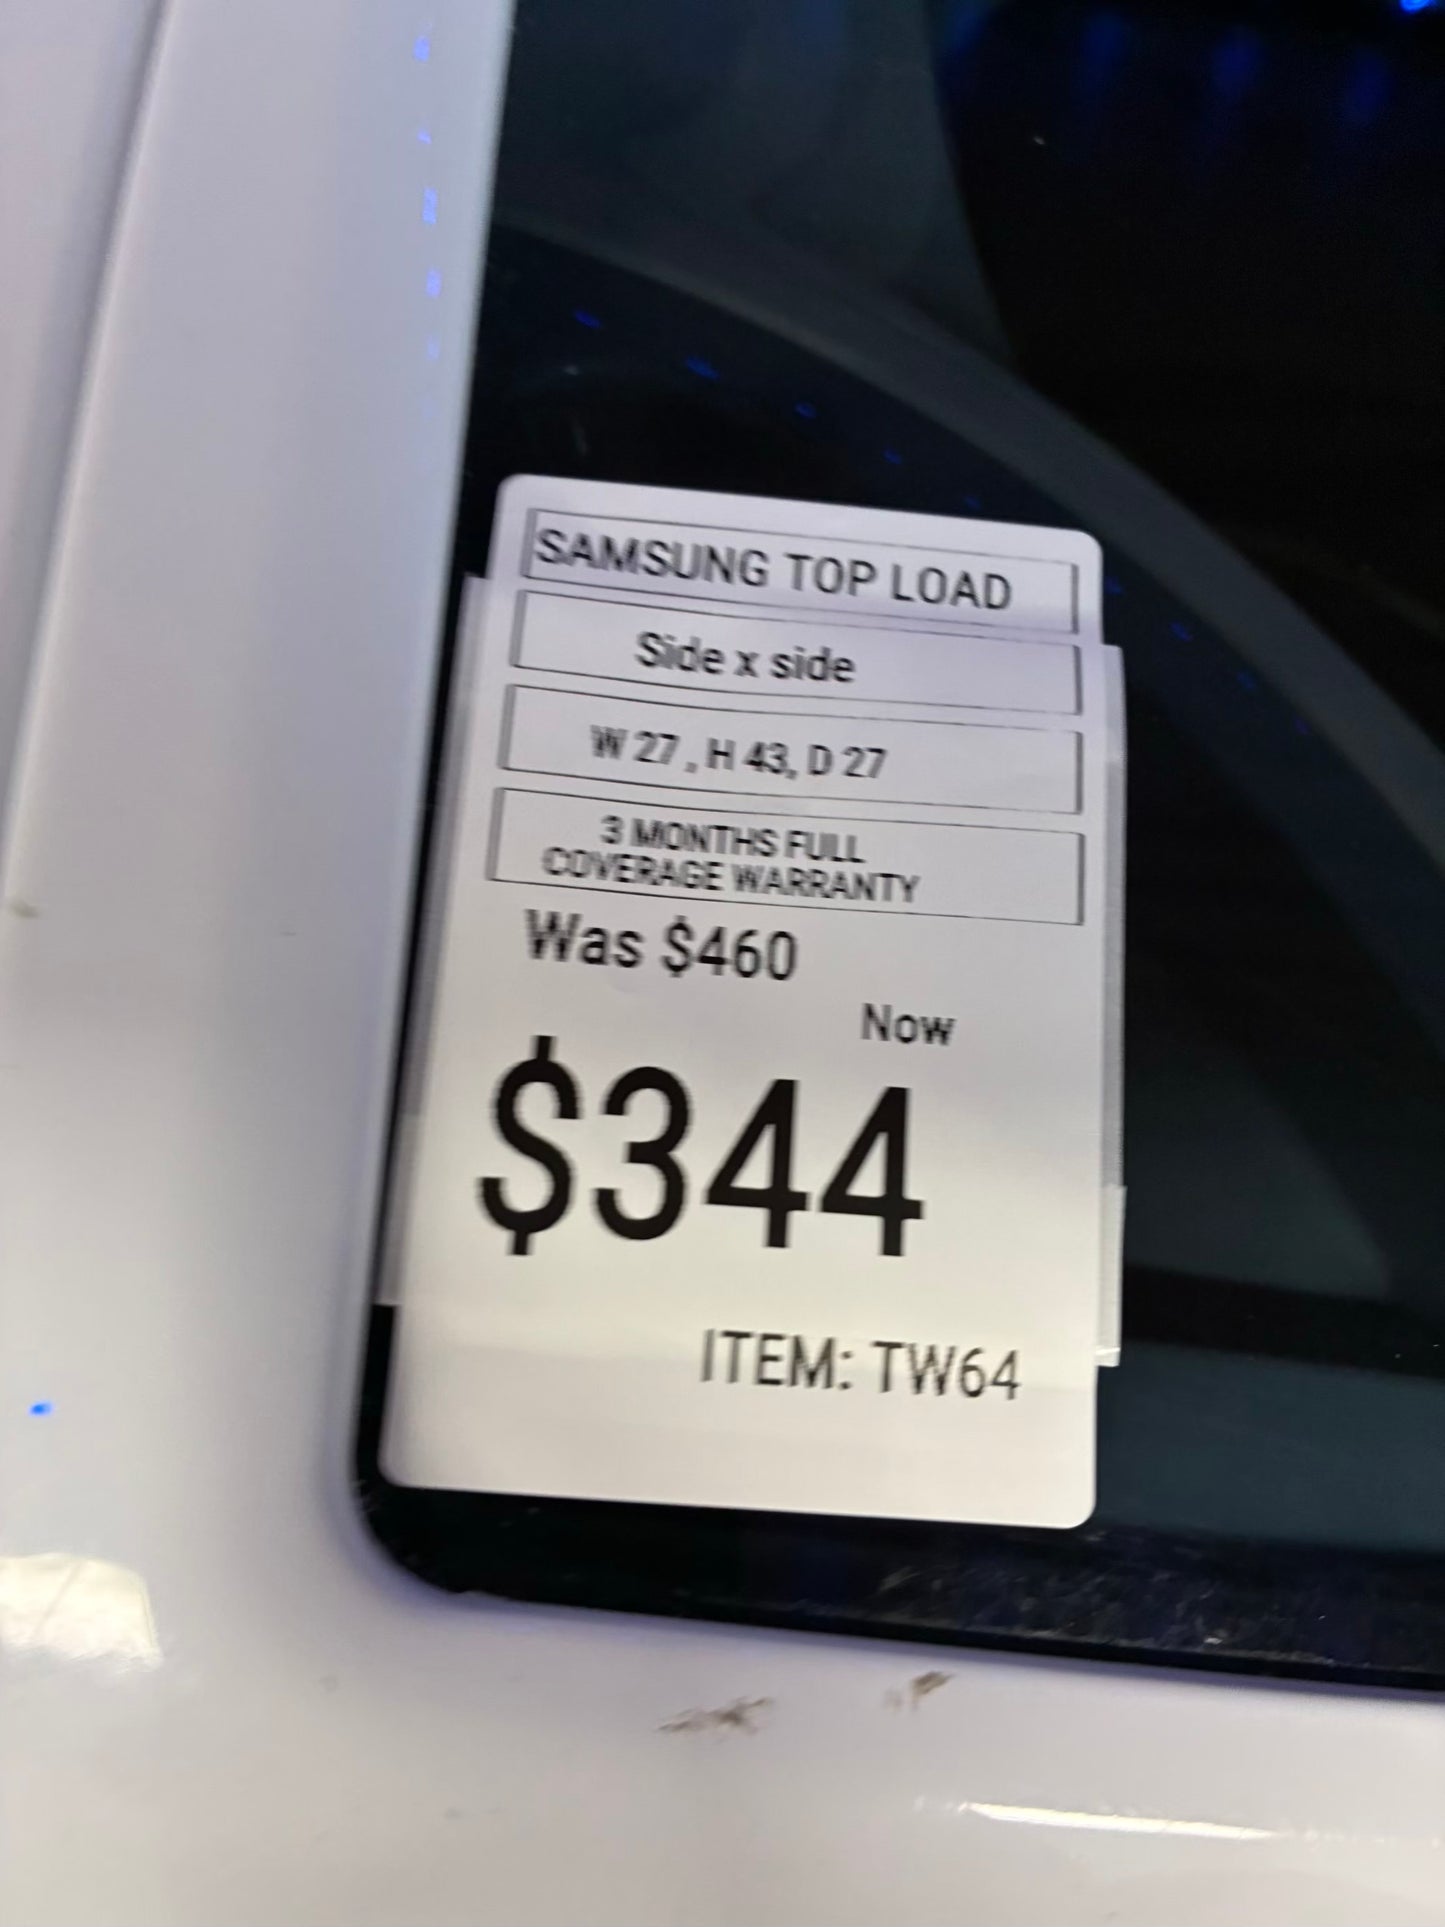 SAMSUNG TOP LOAD
Side x side
W 27 , H 43, D 27
3 MONTHS FULL
COVERAGE WARRANTY
Was $460
Now
$344
ITEM: TW64